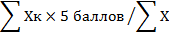 ∑ Хк × 5 баллов / ∑ Х